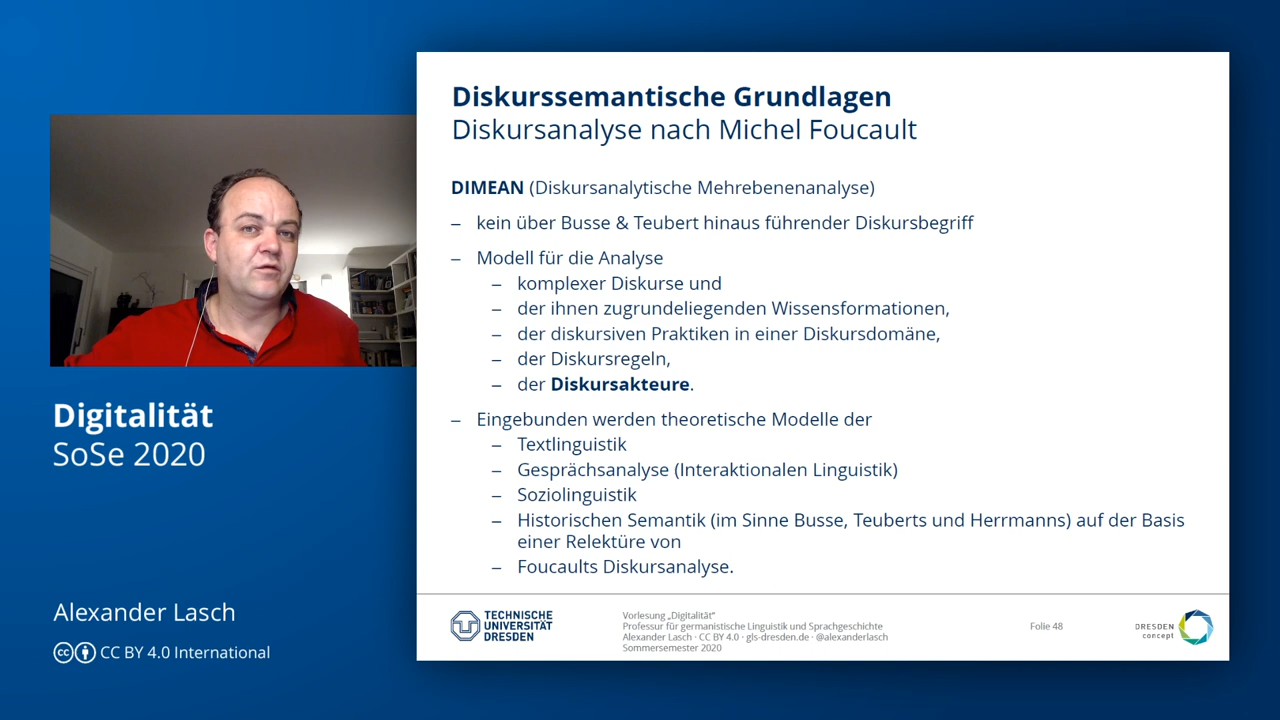 Diskurssemantische Grundlagen
Diskursanalyse nach Michel Foucault
DIMEAN (Diskursanalytische Mehrebenenanalyse)
– kein über Busse & Teubert hinaus führender Diskursbegriff
– Modell für die Analyse
– komplexer Diskurse und
– der ihnen zugrundeliegenden Wissensformationen,
– der diskursiven Praktiken in einer Diskursdomäne,
– der Diskursregeln,
– der Diskursakteure.
– Eingebunden werden theoretische Modelle der
– Textlinguistik
– Gesprächsanalyse (Interaktionalen Linguistik)
– Soziolinguistik
– Historischen Semantik (im Sinne Busse, Teuberts und Herrmanns) auf der Basis
einer Relektüre von
– Foucaults Diskursanalyse.
Digitalität
SoSe 2020
Alexander Lasch
CC BY 4.0 International
TECHNISCHE
UNIVERSITÄT
DRESDEN
Vorlesung „Digitalität“
Professur für germanistische Linguistik und Sprachgeschichte
Alexander Lasch · CC BY 4.0 · gls-dresden.de · @alexanderlasch
Sommersemester 2020
Folie 48
DRESDEN
concept